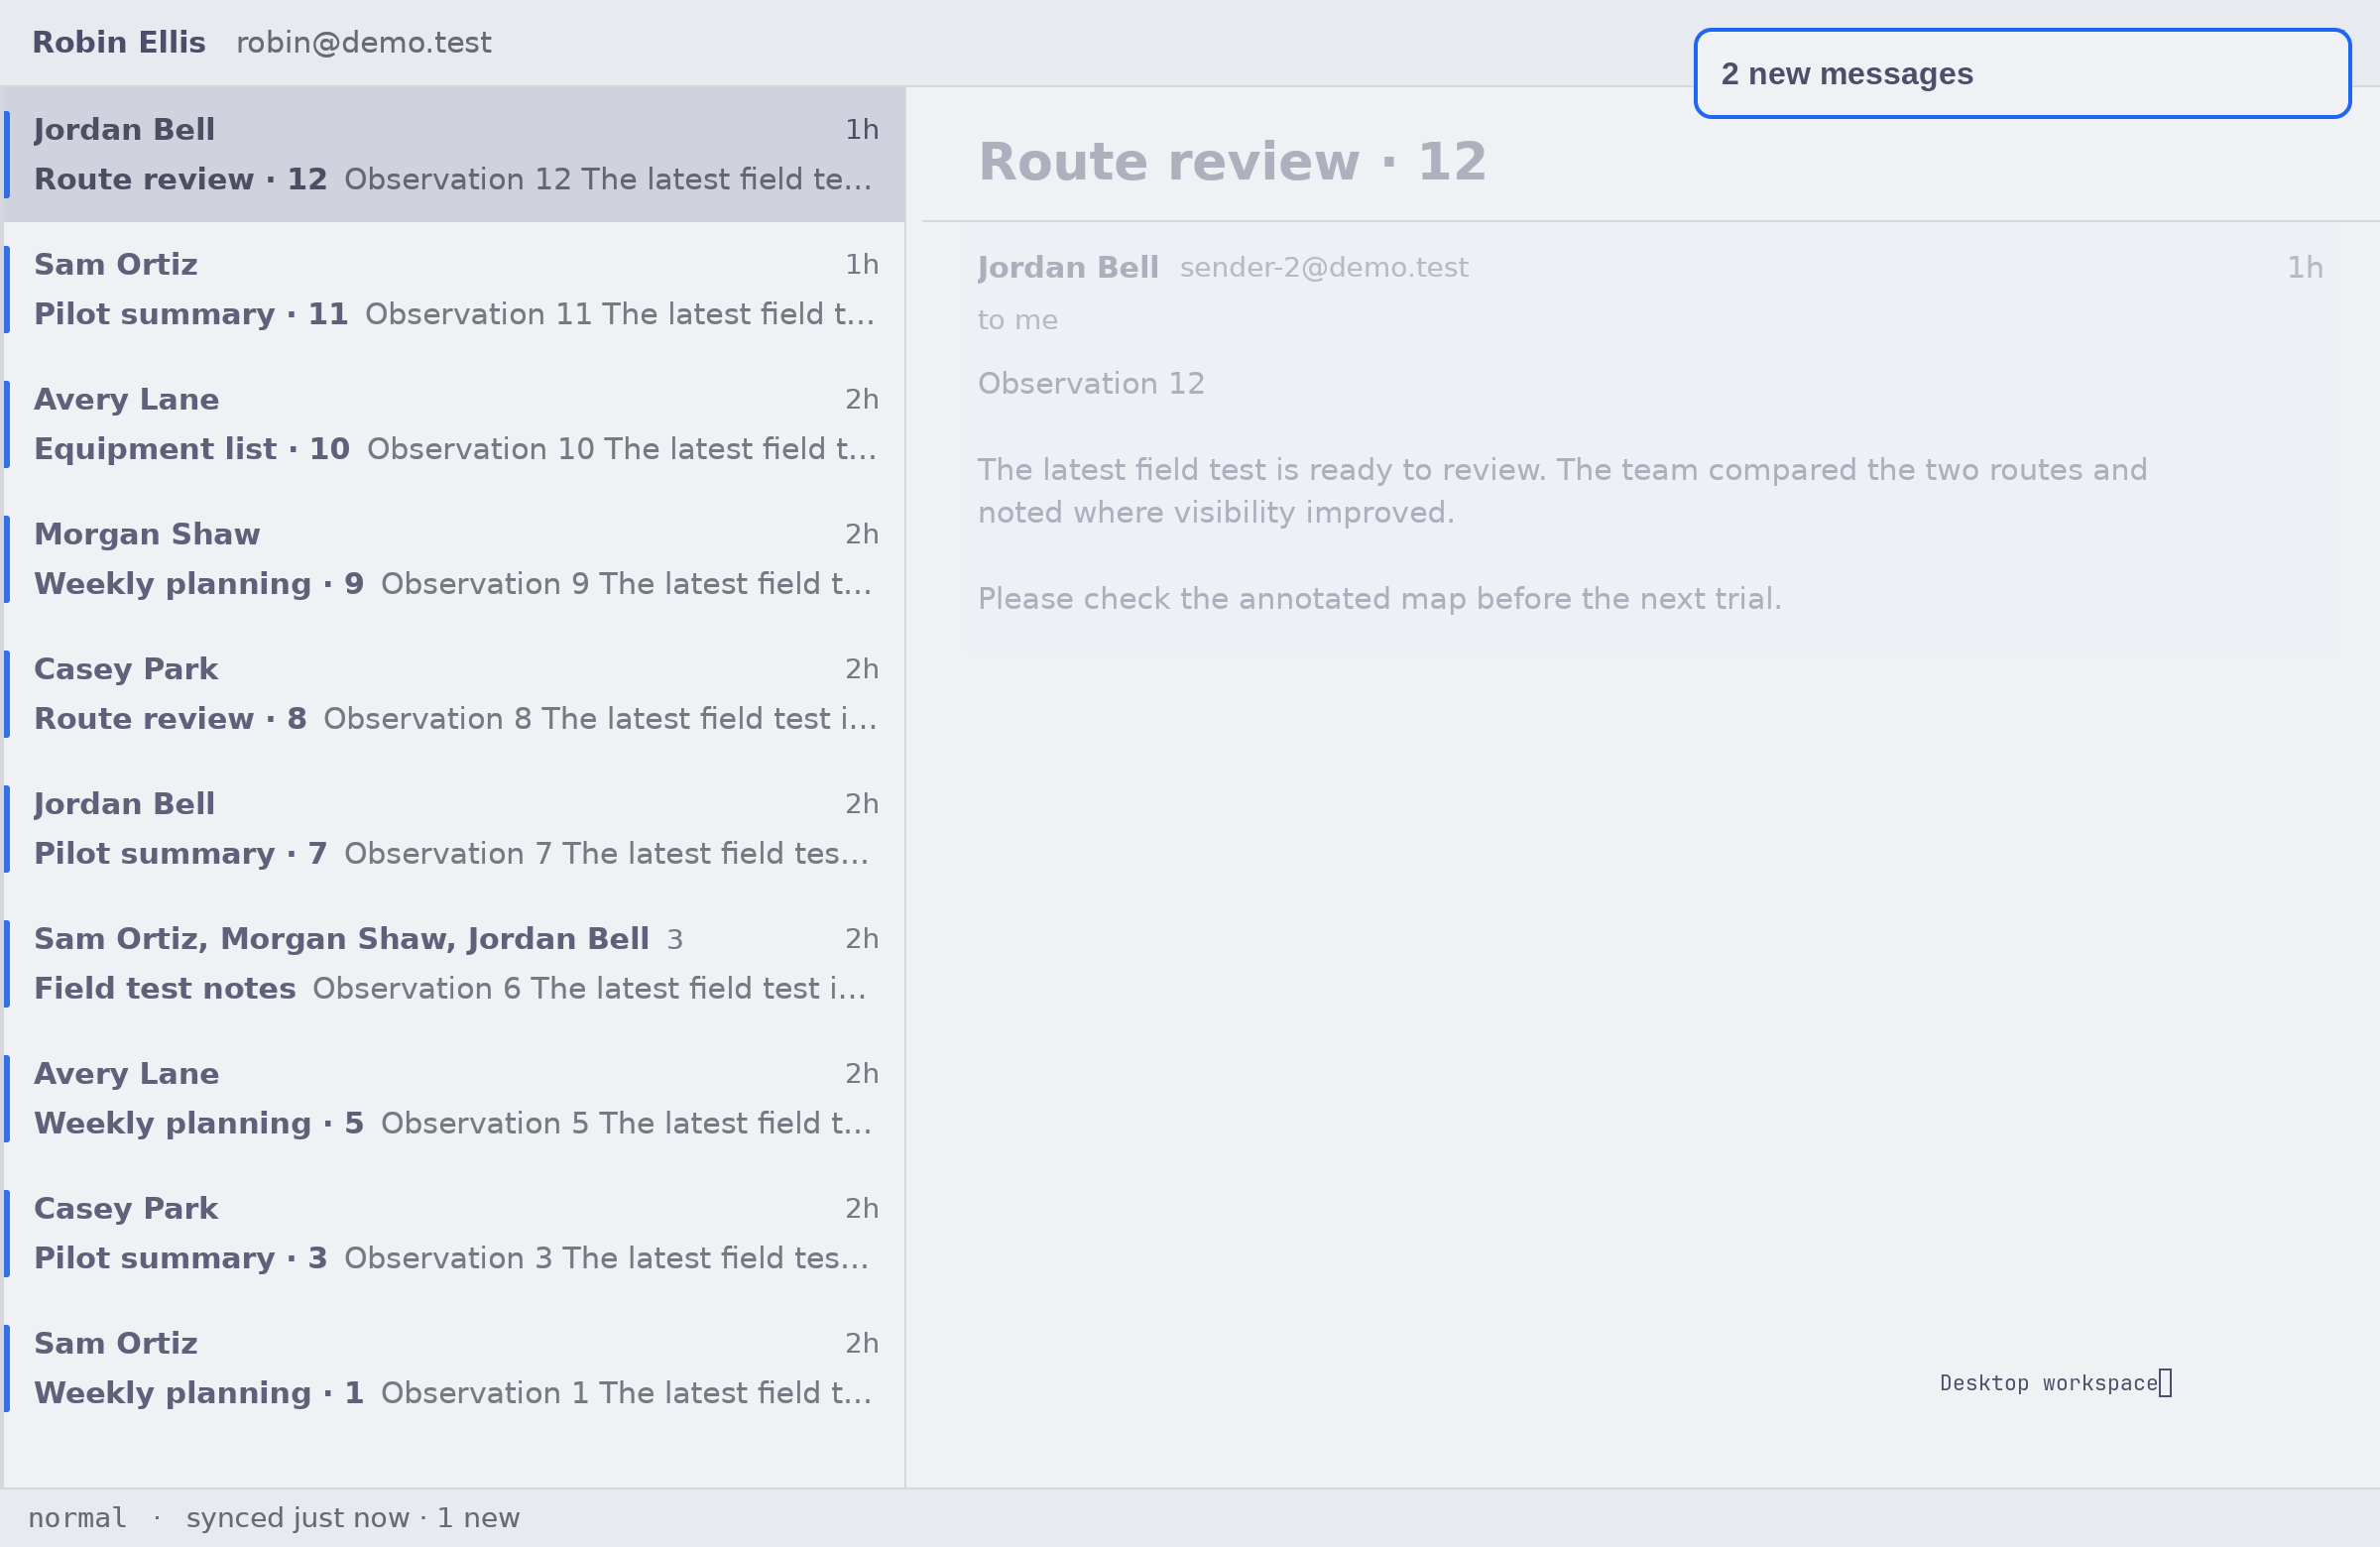 Robin Ellis robin@demo.test
2 new messages
Jordan Bell 1h
Route review · 12 Observation 12 The latest field te…
Sam Ortiz 1h
Pilot summary · 11 Observation 11 The latest field t…
Avery Lane 2h
Equipment list · 10 Observation 10 The latest field t…
Morgan Shaw 2h
Weekly planning · 9 Observation 9 The latest field t…
Casey Park 2h
Route review · 8 Observation 8 The latest field test i…
Jordan Bell 2h
Pilot summary · 7 Observation 7 The latest field tes…
Sam Ortiz, Morgan Shaw, Jordan Bell 3 2h
Field test notes Observation 6 The latest field test i…
Avery Lane 2h
Weekly planning · 5 Observation 5 The latest field t…
Casey Park 2h
Pilot summary · 3 Observation 3 The latest field tes…
Sam Ortiz 2h
Weekly planning · 1 Observation 1 The latest field t…
Route review · 12
Jordan Bell sender-2@demo.test 1h
to me
Observation 12
The latest field test is ready to review. The team compared the two routes and
noted where visibility improved.
Please check the annotated map before the next trial.
Desktop workspace
normal · synced just now · 1 new